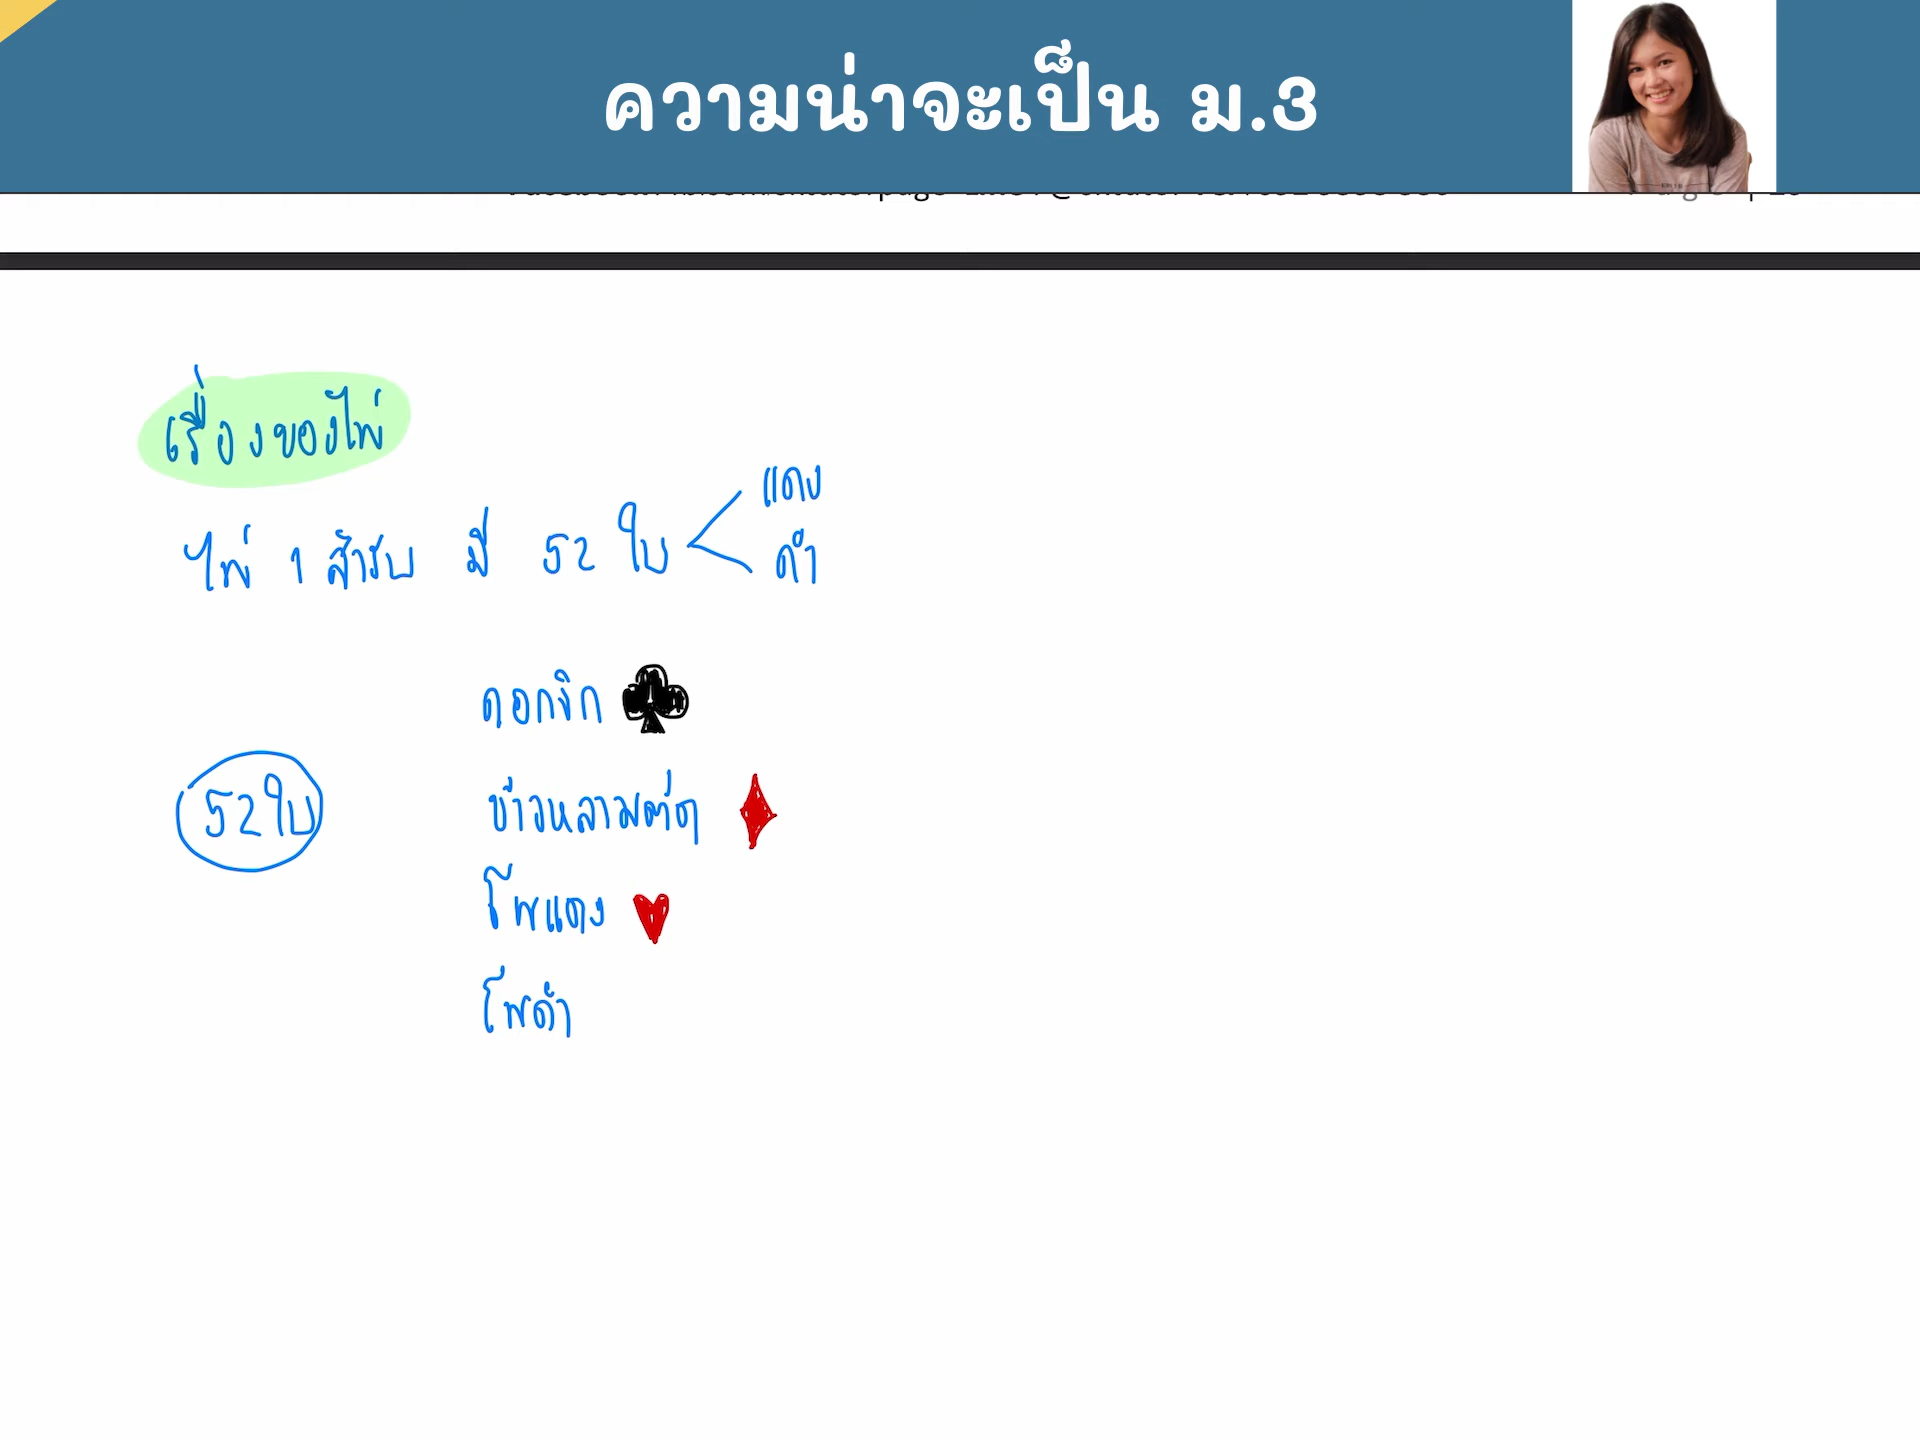 ความน่าจะเป็น ม.3
เรื่องของไพ่
ไพ่ 1 สำรับ มี 52 ใบ
แดง
ดำ
ดอกจิก
52 ใบ
ข้าวหลามตัด
โพแดง
โพดำ